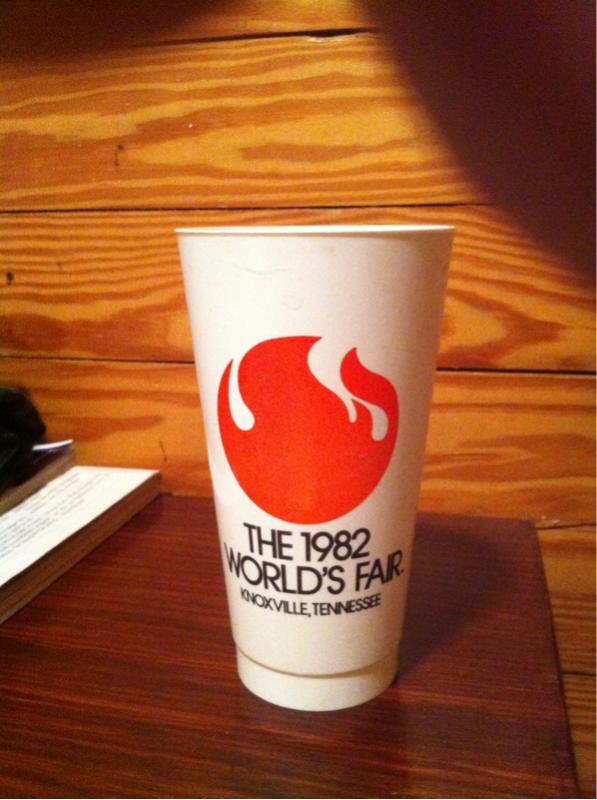 THE 1982
WORLD'S FAIR.
KNOXVILLE, TENNESSEE